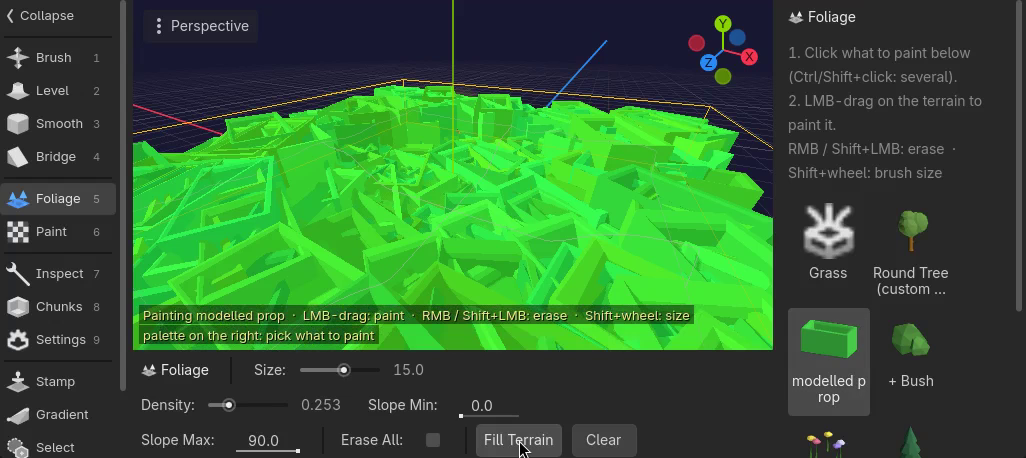 Collapse
Brush 1
Level 2
Smooth 3
Bridge 4
Foliage 5
Paint 6
Inspect 7
Chunks 8
Settings 9
Stamp
Gradient
Select
Perspective
Y
X
Z
Painting modelled prop · LMB-drag: paint · RMB / Shift+LMB: erase · Shift+wheel: size
palette on the right: pick what to paint
Foliage Size: 15.0
Density: 0.253 Slope Min: 0.0
Slope Max: 90.0 Erase All: Fill Terrain Clear
Foliage
1. Click what to paint below
(Ctrl/Shift+click: several).
2. LMB-drag on the terrain to
paint it.
RMB / Shift+LMB: erase ·
Shift+wheel: brush size
Grass
Round Tree
(custom ...
modelled p
rop
+ Bush